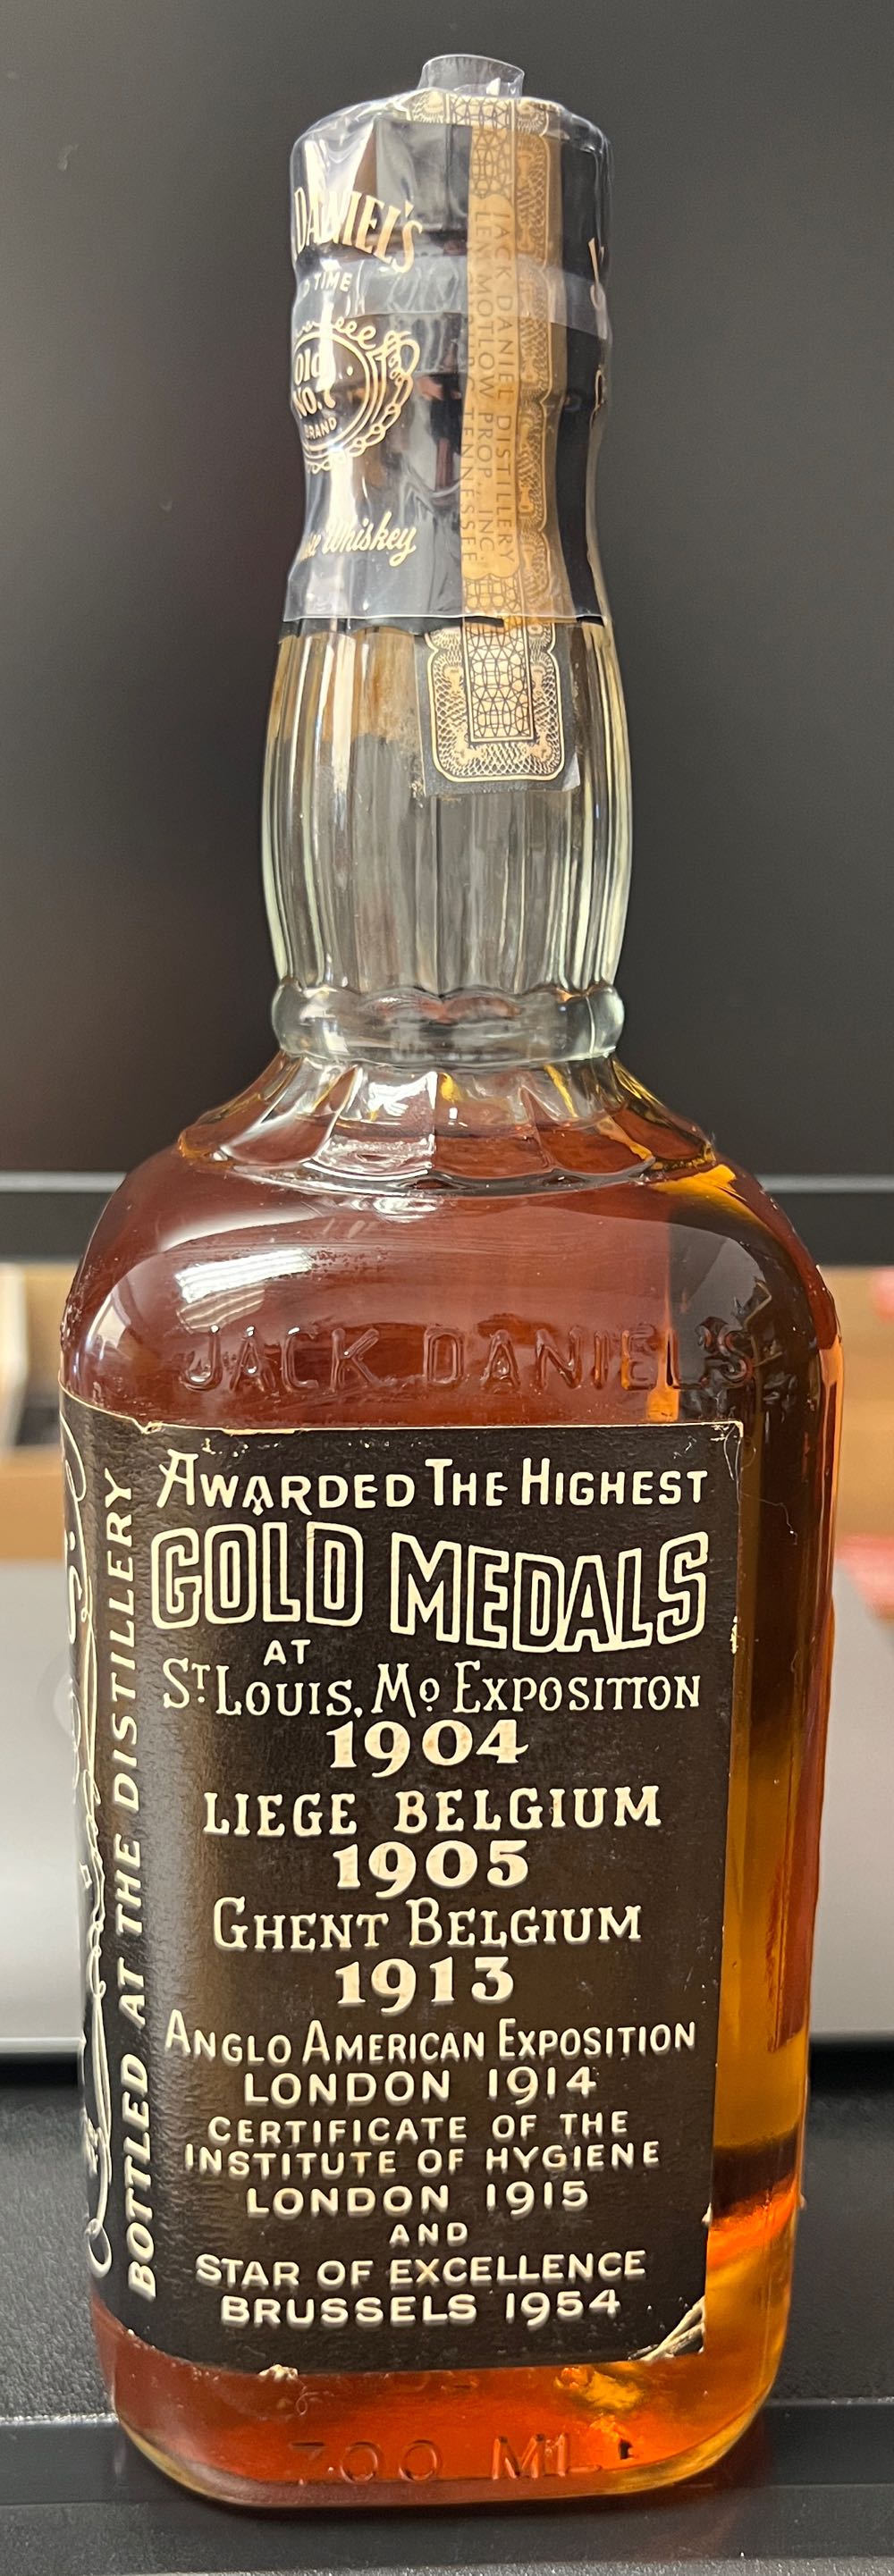 DANIEL'S
TIME
Old
NO.
BRAND
Whiskey
JACK DANIEL DISTILLERY
LEM MOTLOW PROP. INC.
TENNESSEE
JACK DANIEL'S
BOTTLED AT THE DISTILLERY
AWARDED THE HIGHEST
GOLD MEDALS
AT
ST LOUIS, Mo EXPOSITION
1904
LIEGE BELGIUM
1905
GHENT BELGIUM
1913
ANGLO AMERICAN EXPOSITION
LONDON 1914
CERTIFICATE OF THE
INSTITUTE OF HYGIENE
LONDON 1915
AND
STAR OF EXCELLENCE
BRUSSELS 1954
700 ML